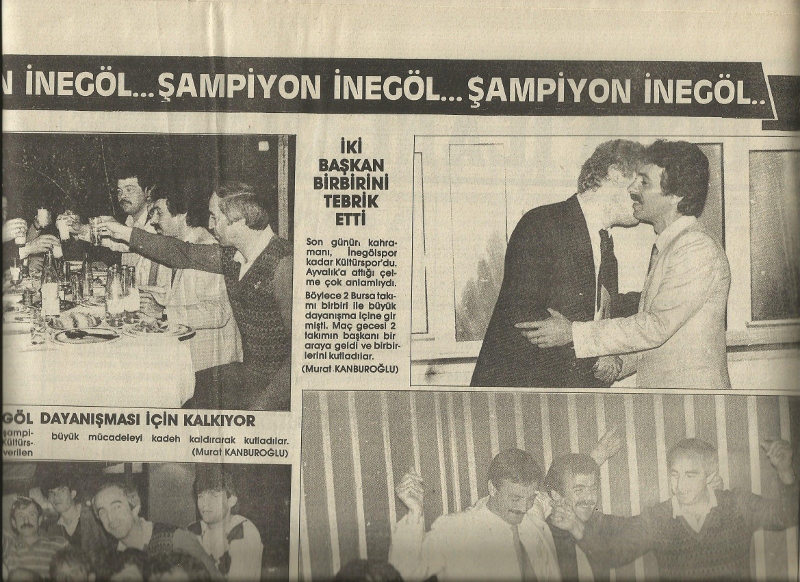 N İNEGÖL... ŞAMPİYON İNEGÖL... ŞAMPİYON İNEGÖL..
İKİ
BAŞKAN
BİRBİRİNİ
TEBRİK
ETTİ
Son günün kahra-
manı, İnegölspor
kadar Kültürspor'du.
Ayvalık'a attığı çel-
me çok anlamlıydı.
Böylece 2 Bursa takı-
mı birbiri ile büyük
dayanışma içine gir
mişti. Maç gecesi 2
takımın başkanı bir
araya geldi ve birbir-
lerini kutladılar.
(Murat KANBUROĞLU)
GÖL DAYANIŞMASI İÇİN KALKIYOR
şampi-
Kültürs-
verilen
büyük mücadeleyi kadeh kaldırarak kutladılar.
(Murat KANBUROĞLU)